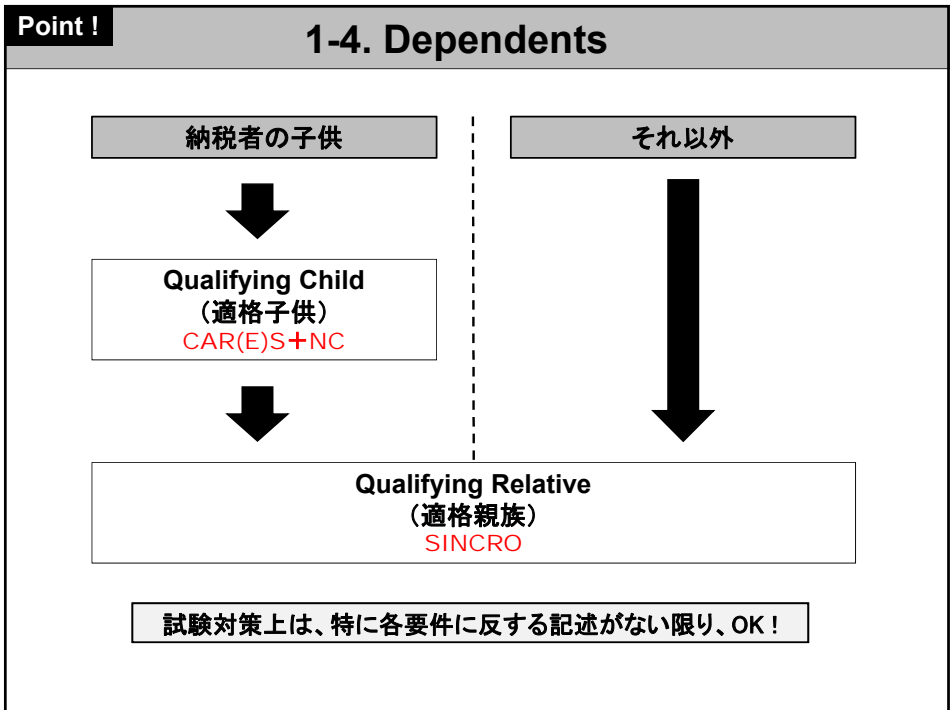 Point !
1-4. Dependents
納税者の子供
それ以外
Qualifying Child
（適格子供）
CAR(E)S+NC
Qualifying Relative
（適格親族）
SINCRO
試験対策上は、特に各要件に反する記述がない限り、OK！